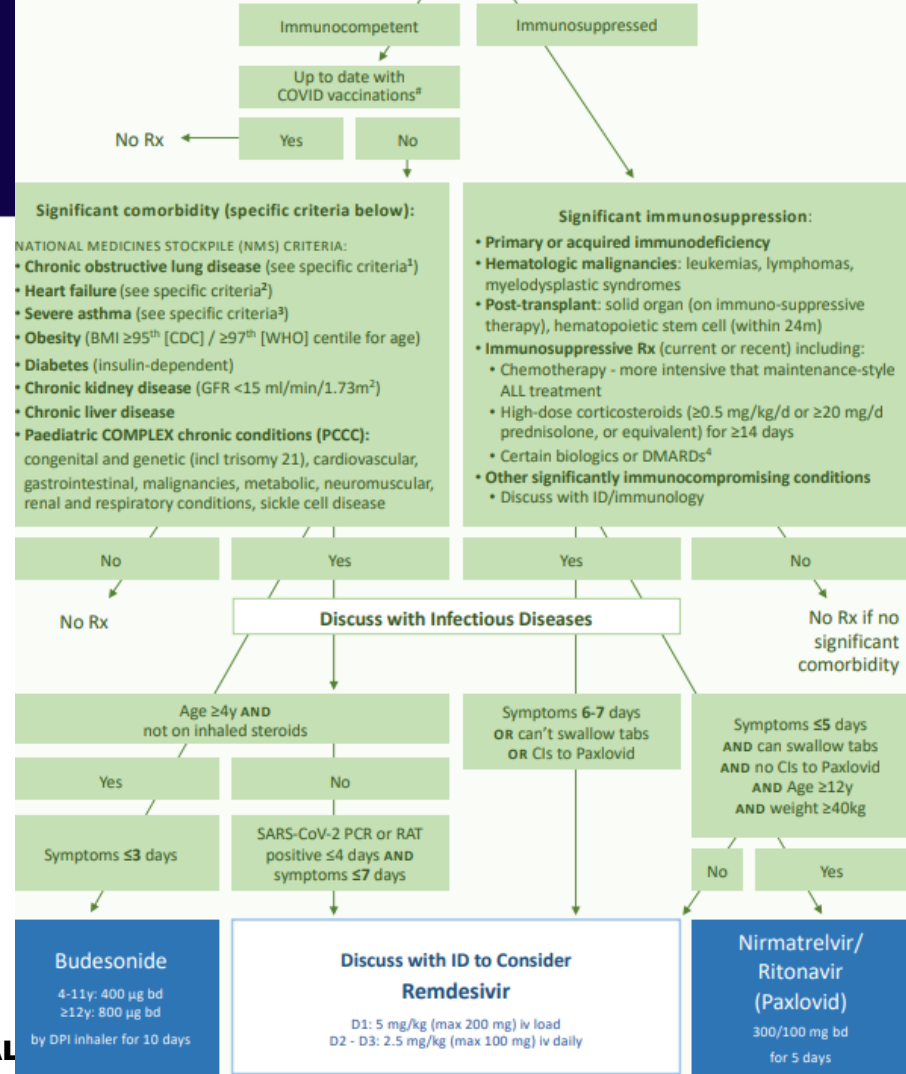 Immunocompetent
Immunosuppressed
Up to date with
COVID vaccinations#
No Rx
Yes
No
Significant comorbidity (specific criteria below):
NATIONAL MEDICINES STOCKPILE (NMS) CRITERIA:
• Chronic obstructive lung disease (see specific criteria¹)
• Heart failure (see specific criteria²)
• Severe asthma (see specific criteria³)
• Obesity (BMI ≥95th [CDC] / ≥97th [WHO] centile for age)
• Diabetes (insulin-dependent)
• Chronic kidney disease (GFR <15 ml/min/1.73m²)
• Chronic liver disease
• Paediatric COMPLEX chronic conditions (PCCC):
congenital and genetic (incl trisomy 21), cardiovascular,
gastrointestinal, malignancies, metabolic, neuromuscular,
renal and respiratory conditions, sickle cell disease
Significant immunosuppression:
• Primary or acquired immunodeficiency
• Hematologic malignancies: leukemias, lymphomas,
myelodysplastic syndromes
• Post-transplant: solid organ (on immuno-suppressive
therapy), hematopoietic stem cell (within 24m)
• Immunosuppressive Rx (current or recent) including:
• Chemotherapy - more intensive that maintenance-style
ALL treatment
• High-dose corticosteroids (≥0.5 mg/kg/d or ≥20 mg/d
prednisolone, or equivalent) for ≥14 days
• Certain biologics or DMARDs⁴
• Other significantly immunocompromising conditions
• Discuss with ID/immunology
No
Yes
Yes
No
No Rx
Discuss with Infectious Diseases
No Rx if no
significant
comorbidity
Age ≥4y AND
not on inhaled steroids
Symptoms 6-7 days
OR can't swallow tabs
OR CIs to Paxlovid
Symptoms ≤5 days
AND can swallow tabs
AND no CIs to Paxlovid
AND Age ≥12y
AND weight ≥40kg
Yes
No
Symptoms ≤3 days
SARS-CoV-2 PCR or RAT
positive ≤4 days AND
symptoms ≤7 days
No
Yes
Budesonide
4-11y: 400 µg bd
≥12y: 800 µg bd
by DPI inhaler for 10 days
Discuss with ID to Consider
Remdesivir
D1: 5 mg/kg (max 200 mg) iv load
D2 - D3: 2.5 mg/kg (max 100 mg) iv daily
Nirmatrelvir/
Ritonavir
(Paxlovid)
300/100 mg bd
for 5 days